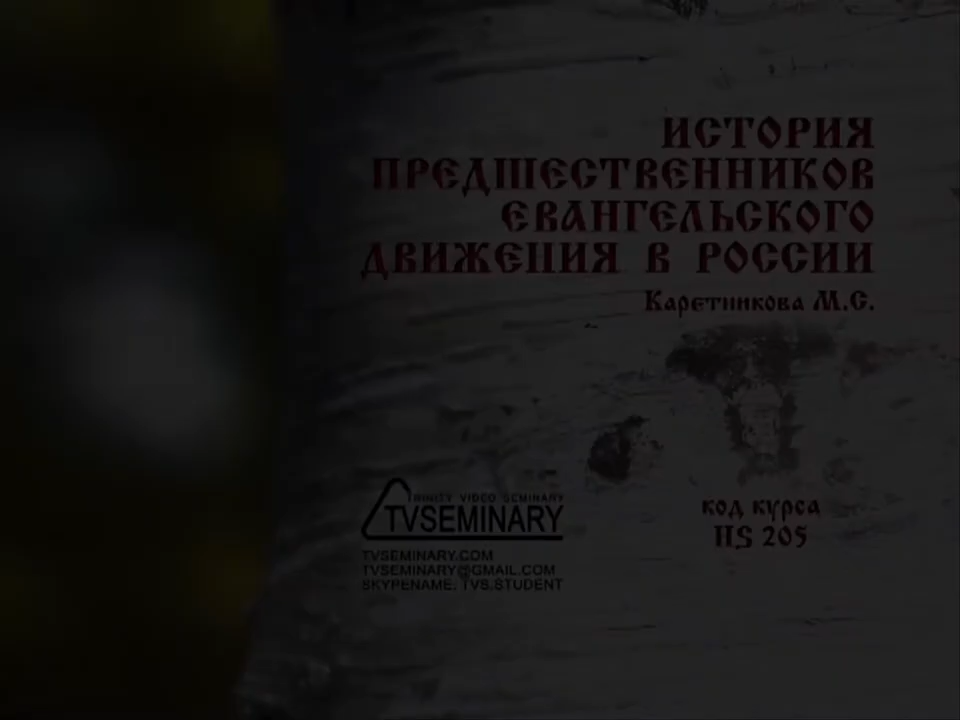 ИСТОРИЯ
ПРЕДШЕСТВЕННИКОВ
ЕВАНГЕЛЬСКОГО
ДВИЖЕНИЯ В РОССИИ
Каретникова М.С.
TRINITY VIDEO SEMINARY
TVSEMINARY
TVSEMINARY.COM
TVSEMINARY@GMAIL.COM
SKYPENAME: TVS.STUDENT
код курса
HS 205